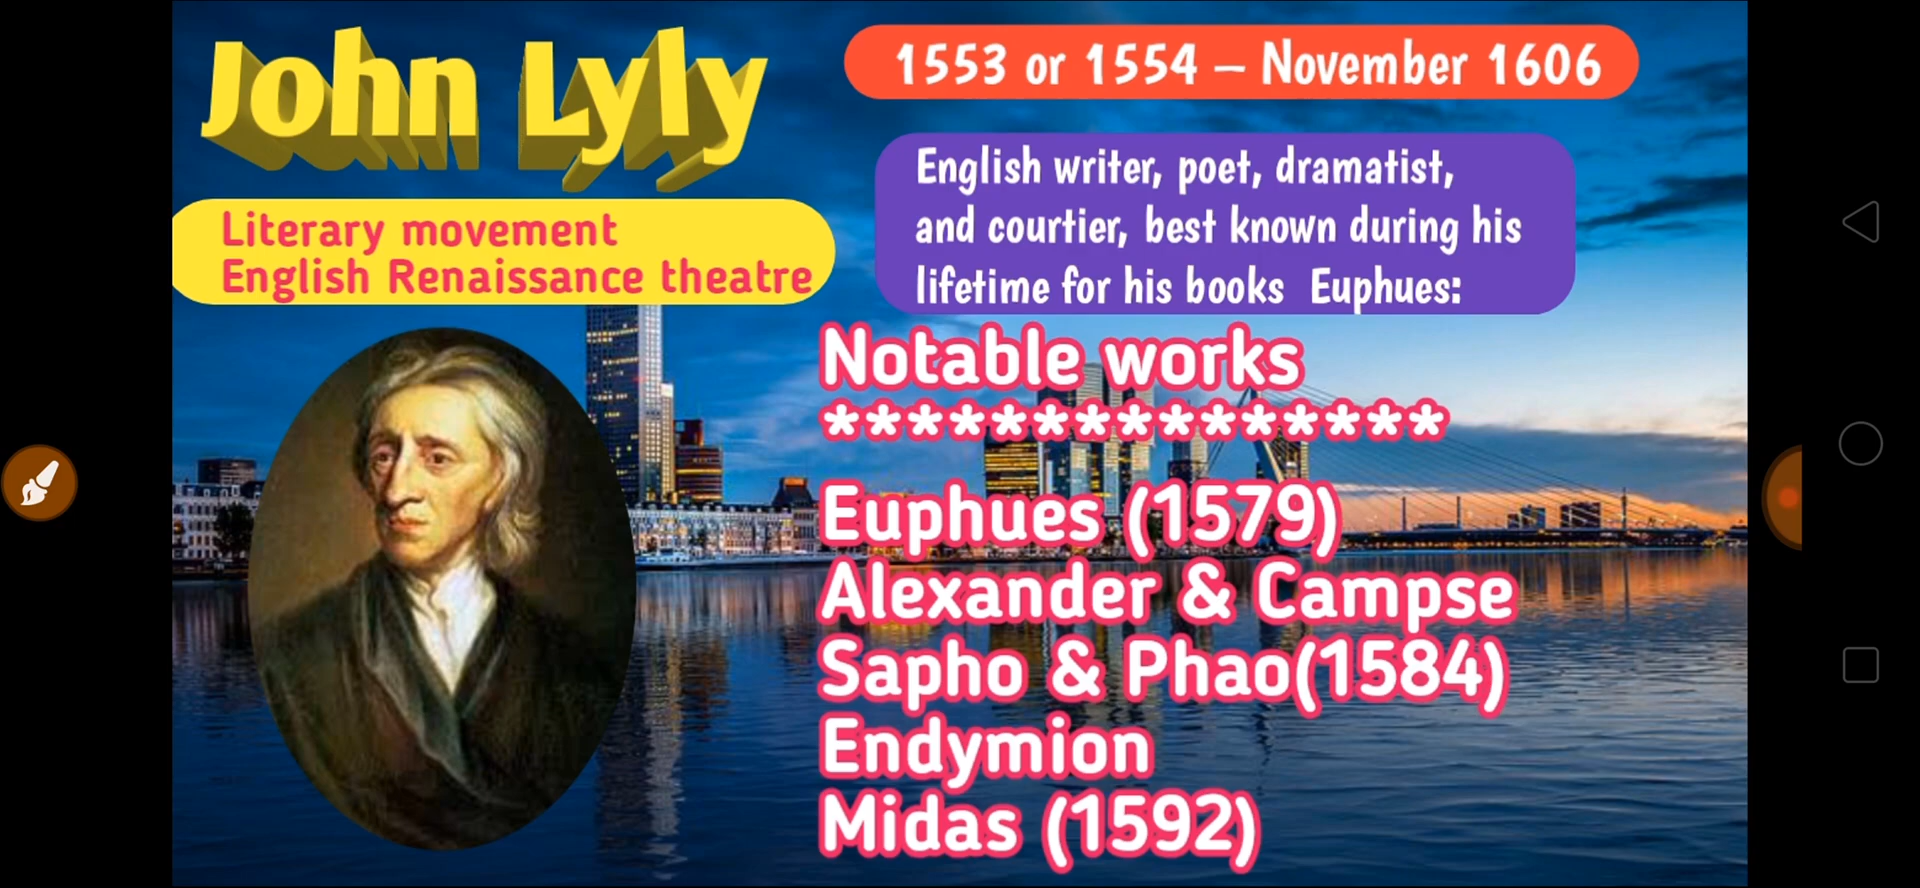 John Lyly
1553 or 1554 – November 1606
English writer, poet, dramatist,
and courtier, best known during his
lifetime for his books Euphues:
Literary movement
English Renaissance theatre
Notable works
***************
Euphues (1579)
Alexander & Campse
Sapho & Phao(1584)
Endymion
Midas (1592)